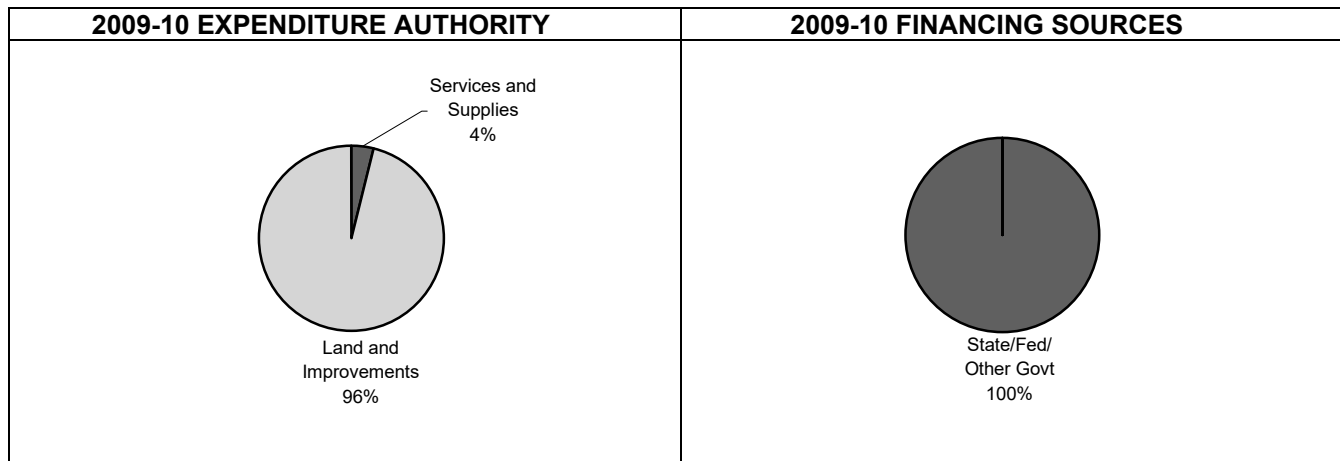 2009-10 EXPENDITURE AUTHORITY
Services and
Supplies
4%
Land and
Improvements
96%
2009-10 FINANCING SOURCES
State/Fed/
Other Govt
100%